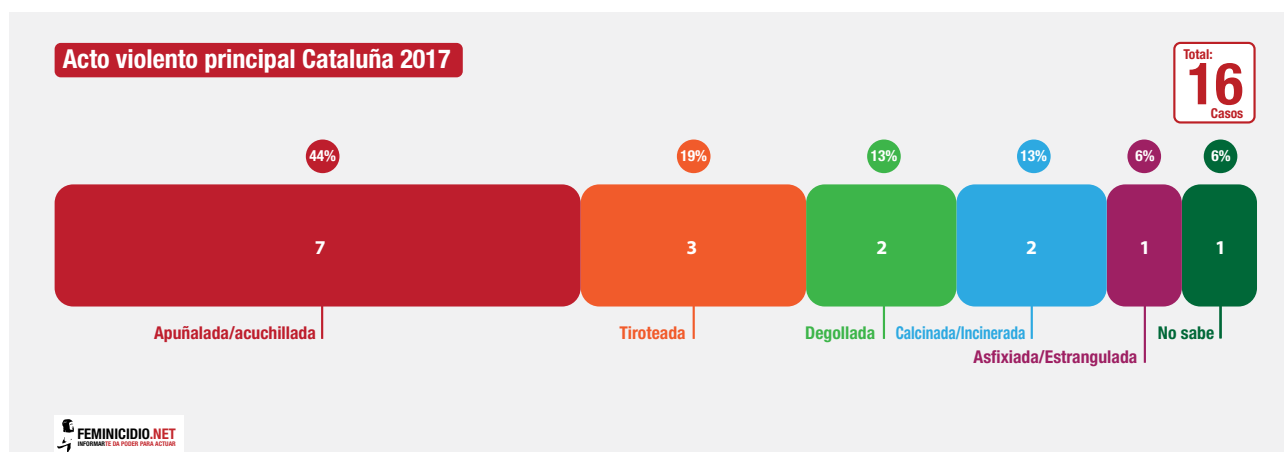 Acto violento principal Cataluña 2017
Total:
16
Casos
44%
19%
13%
13%
6%
6%
7
3
2
2
1
1
Apuñalada/acuchillada
Tiroteada
Degollada
Calcinada/Incinerada
Asfixiada/Estrangulada
No sabe
FEMINICIDIO.NET
INFORMARTE DA PODER PARA ACTUAR